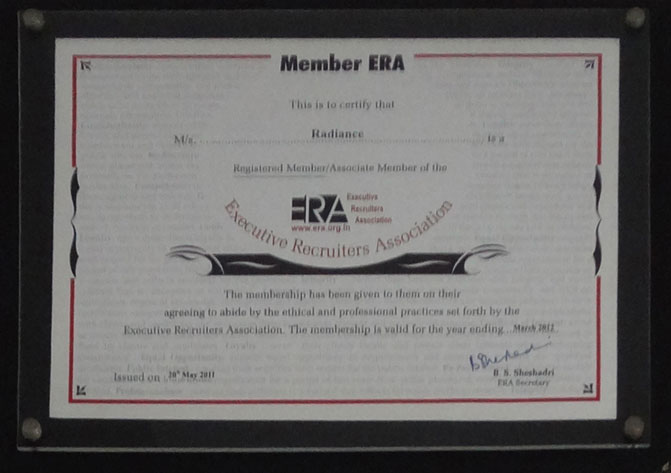 Member ERA
This is to certify that
M/s. Radiance is a
Registered Member/Associate Member of the
ERA Executive
Recruiters
Association
www.era.org.in
Executive Recruiters Association
The membership has been given to them on their
agreeing to abide by the ethical and professional practices set forth by the
Executive Recruiters Association. The membership is valid for the year ending March 2012
Issued on 20th May 2011
B. S. Sheshadri
ERA Secretary